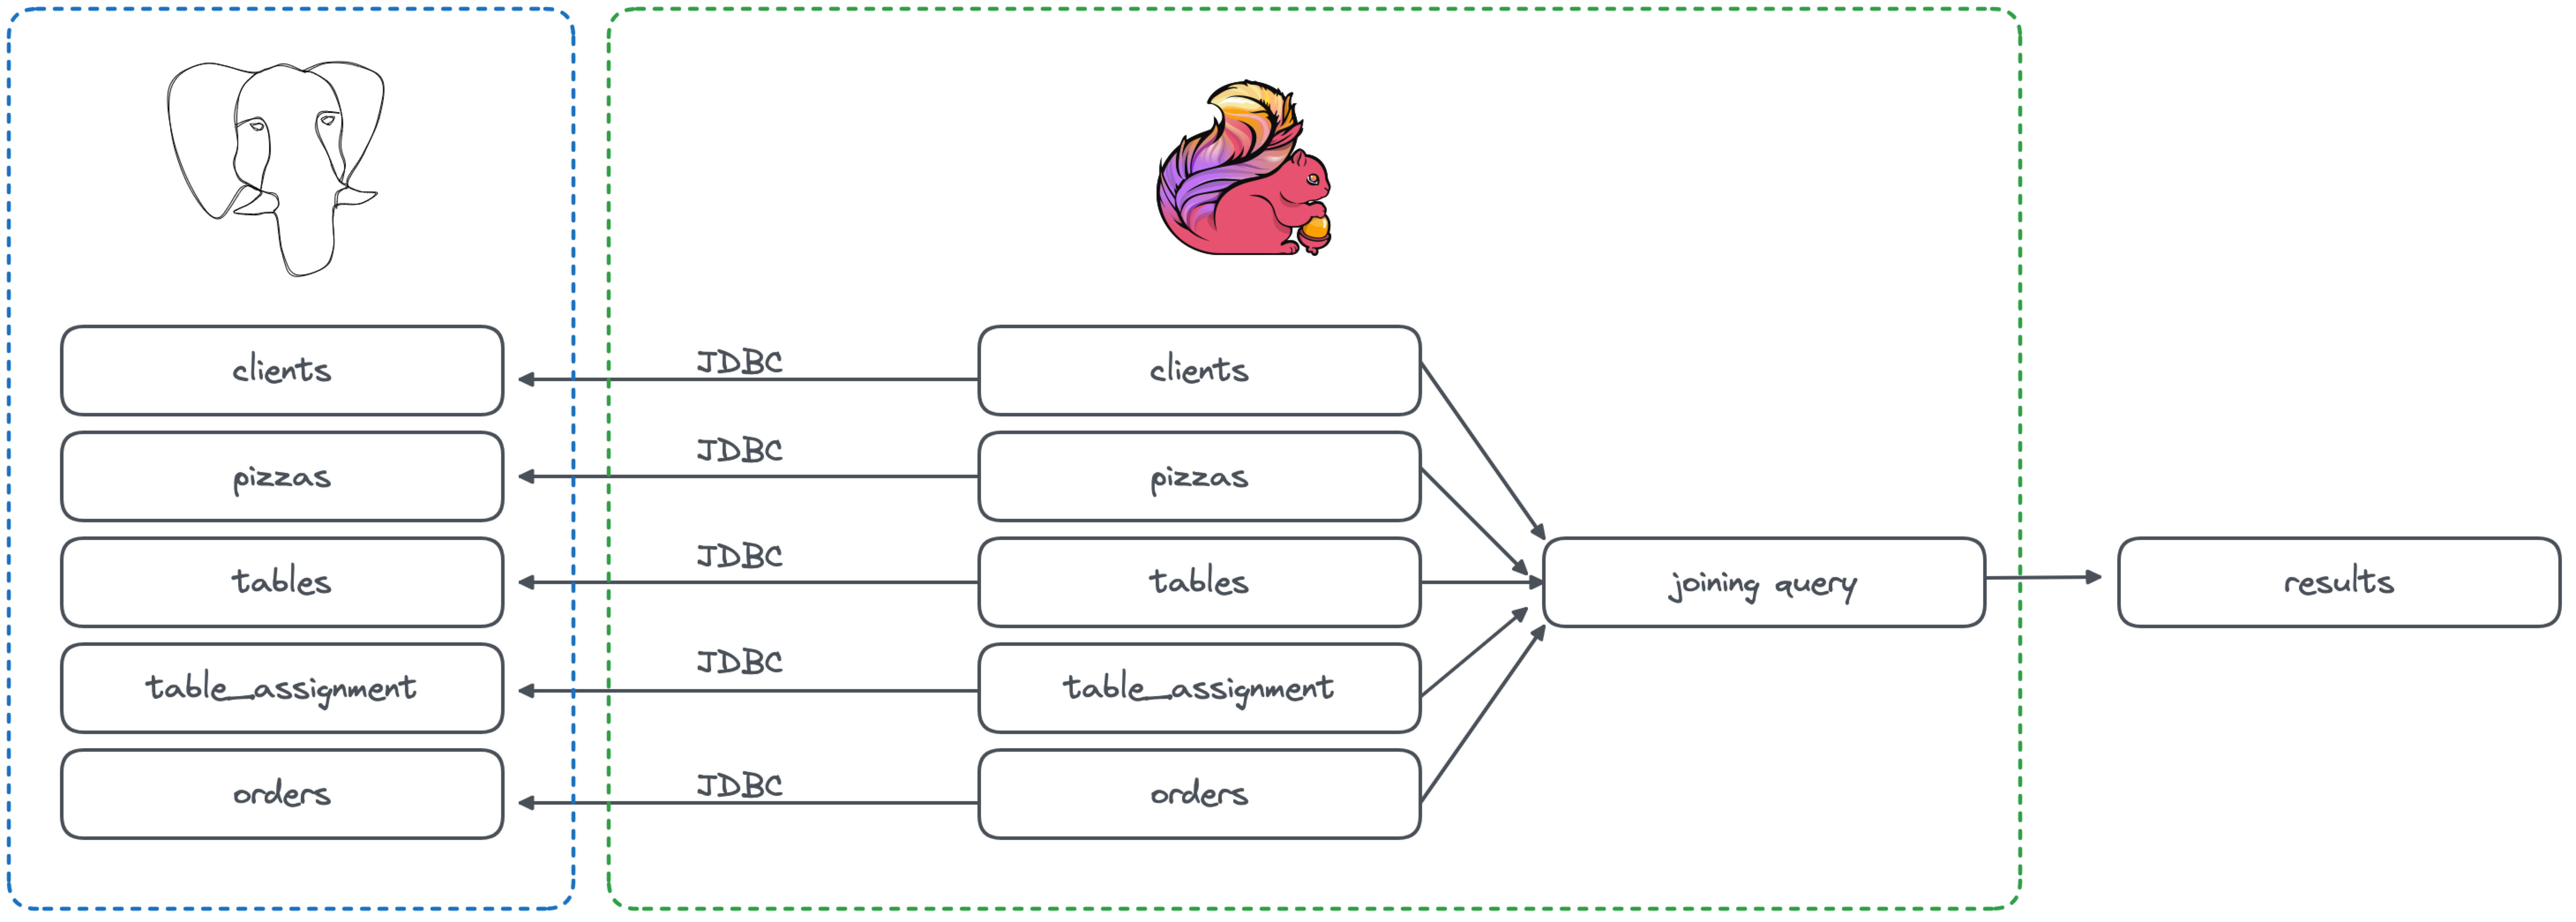 clients
pizzas
tables
table_assignment
orders
JDBC
JDBC
JDBC
JDBC
JDBC
clients
pizzas
tables
table_assignment
orders
joining query
results